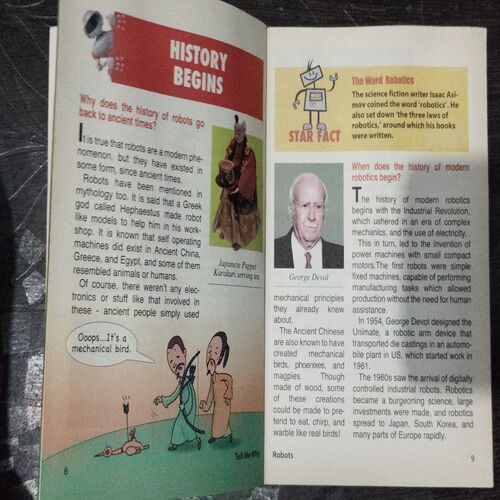 HISTORY
BEGINS
Why does the history of robots go
back to ancient times?
It is true that robots are a modern phe-
nomenon, but they have existed in
some form, since ancient times.
Robots have been mentioned in
mythology too. It is said that a Greek
god called Hephaestus made robot
like models to help him in his work-
shop. It is known that self operating
machines did exist in Ancient China,
Greece, and Egypt, and some of them
resembled animals or humans.
Of course, there weren't any elec-
tronics or stuff like that involved in
these - ancient people simply used
Japanese Puppet
Karakuri serving tea
Ooops...It's a
mechanical bird.
8
Tell Me Why
The Word Robotics
The science fiction writer Isaac Asi-
mov coined the word 'robotics'. He
also set down 'the three laws of
robotics,' around which his books
were written.
STAR FACT
George Devol
mechanical principles
they already knew
about.
The Ancient Chinese
are also known to have
created mechanical
birds, phoenixes, and
magpies. Though
made of wood, some
of these creations
could be made to pre-
tend to eat, chirp, and
warble like real birds!
When does the history of modern
robotics begin?
The history of modern robotics
begins with the Industrial Revolution,
which ushered in an era of complex
mechanics, and the use of electricity.
This in turn, led to the invention of
power machines with small compact
motors.The first robots were simple
fixed machines, capable of performing
manufacturing tasks which allowed
production without the need for human
assistance.
In 1954, George Devol designed the
Unimate, a robotic arm device that
transported die castings in an automo-
bile plant in US, which started work in
1961.
The 1960s saw the arrival of digitally
controlled industrial robots. Robotics
became a burgeoning science, large
investments were made, and robotics
spread to Japan, South Korea, and
many parts of Europe rapidly.
Robots
9